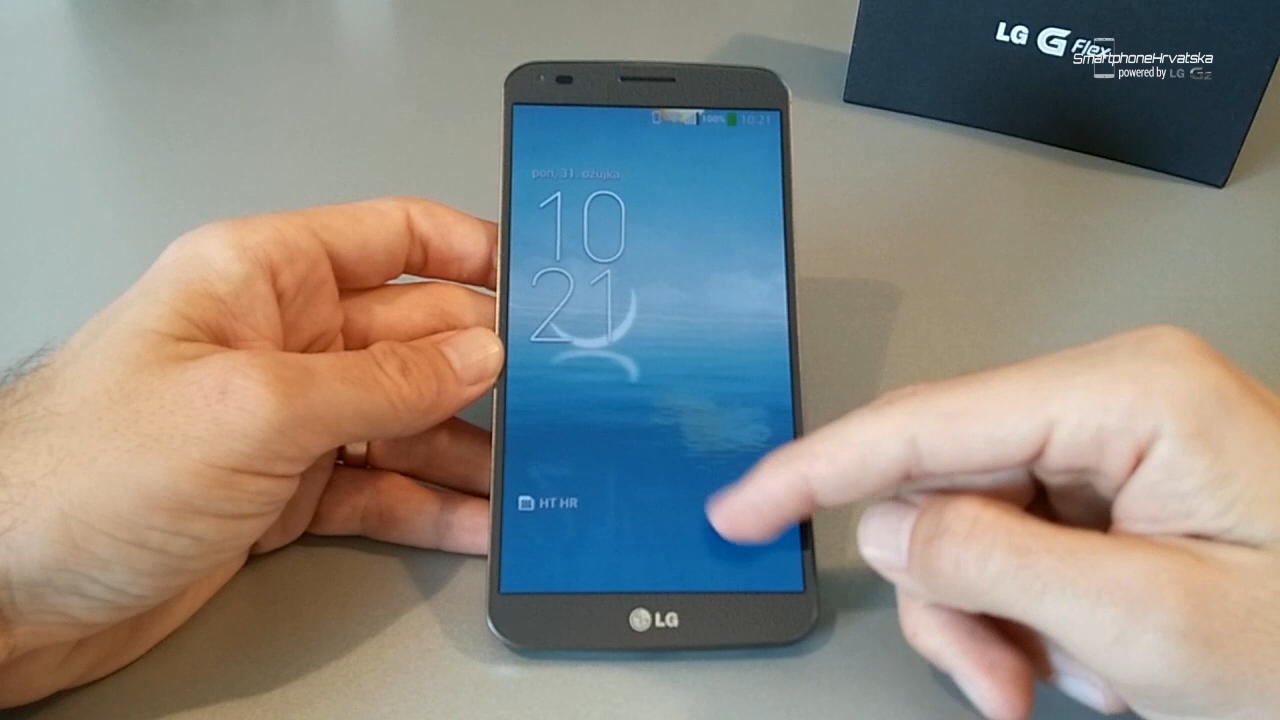 LG G Flex
SmartphoneHrvatska
powered by LG G2
100% 10:21
pon, 31. ožujka
10
21
HT HR
LG